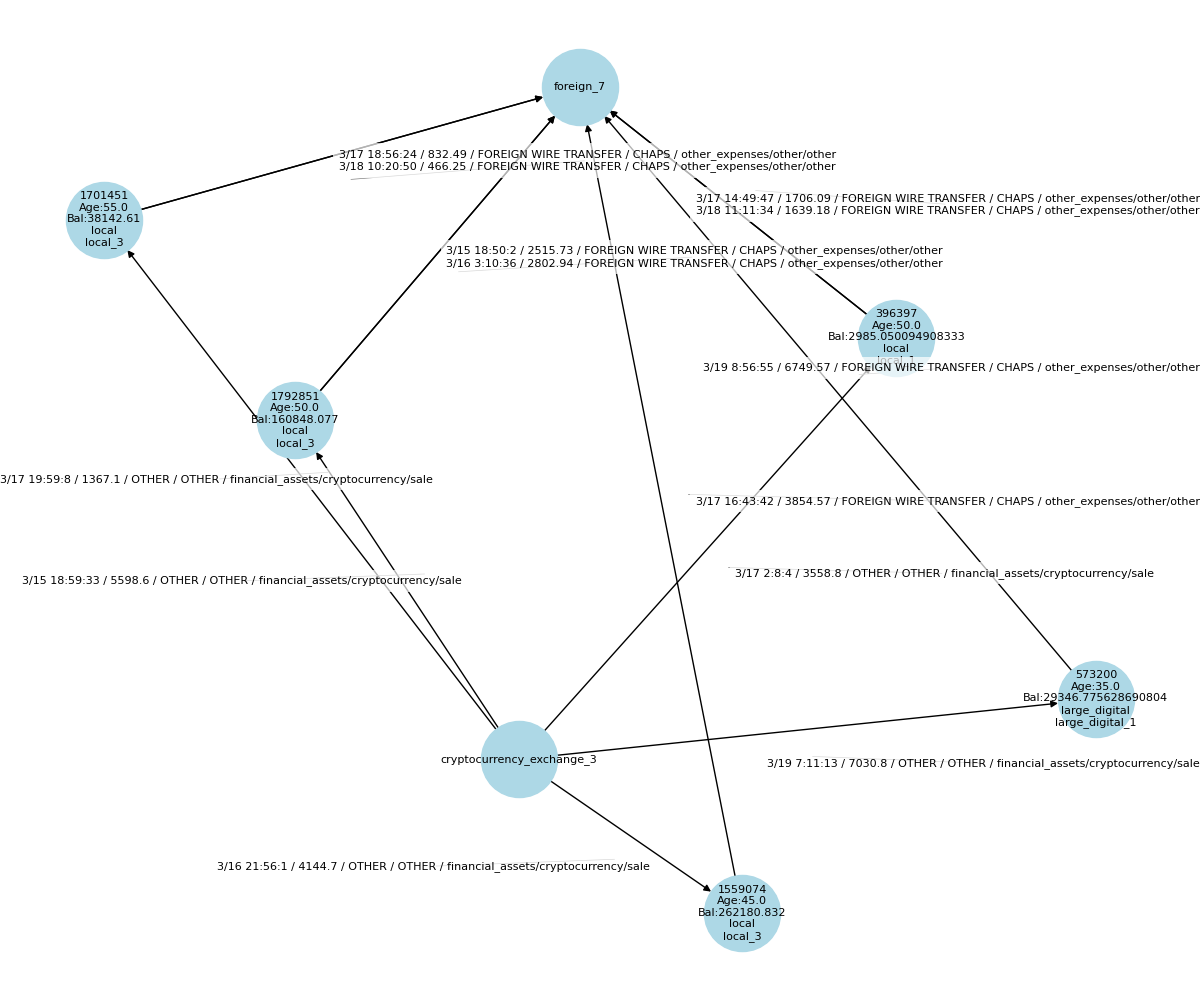 foreign_7
3/17 18:56:24 / 832.49 / FOREIGN WIRE TRANSFER / CHAPS / other_expenses/other/other
3/18 10:20:50 / 466.25 / FOREIGN WIRE TRANSFER / CHAPS / other_expenses/other/other
1701451
Age:55.0
Bal:38142.61
local
local_3
3/17 14:49:47 / 1706.09 / FOREIGN WIRE TRANSFER / CHAPS / other_expenses/other/other
3/18 11:11:34 / 1639.18 / FOREIGN WIRE TRANSFER / CHAPS / other_expenses/other/other
3/15 18:50:2 / 2515.73 / FOREIGN WIRE TRANSFER / CHAPS / other_expenses/other/other
3/16 3:10:36 / 2802.94 / FOREIGN WIRE TRANSFER / CHAPS / other_expenses/other/other
396397
Age:50.0
Bal:2985.050094908333
local
local_1
3/19 8:56:55 / 6749.57 / FOREIGN WIRE TRANSFER / CHAPS / other_expenses/other/other
1792851
Age:50.0
Bal:160848.077
local
local_3
3/17 19:59:8 / 1367.1 / OTHER / OTHER / financial_assets/cryptocurrency/sale
3/17 16:43:42 / 3854.57 / FOREIGN WIRE TRANSFER / CHAPS / other_expenses/other/other
3/15 18:59:33 / 5598.6 / OTHER / OTHER / financial_assets/cryptocurrency/sale
3/17 2:8:4 / 3558.8 / OTHER / OTHER / financial_assets/cryptocurrency/sale
573200
Age:35.0
Bal:29346.775628690804
large_digital
large_digital_1
cryptocurrency_exchange_3
3/19 7:11:13 / 7030.8 / OTHER / OTHER / financial_assets/cryptocurrency/sale
3/16 21:56:1 / 4144.7 / OTHER / OTHER / financial_assets/cryptocurrency/sale
1559074
Age:45.0
Bal:262180.832
local
local_3